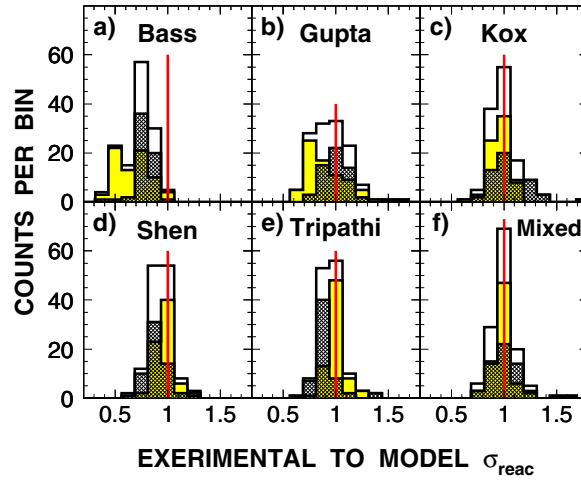 a) Bass b) Gupta c) Kox
60
40
20
0
d) Shen e) Tripathi f) Mixed
60
40
20
0
0.5 1 1.5 0.5 1 1.5 0.5 1 1.5
COUNTS PER BIN
EXPERIMENTAL TO MODEL σreac